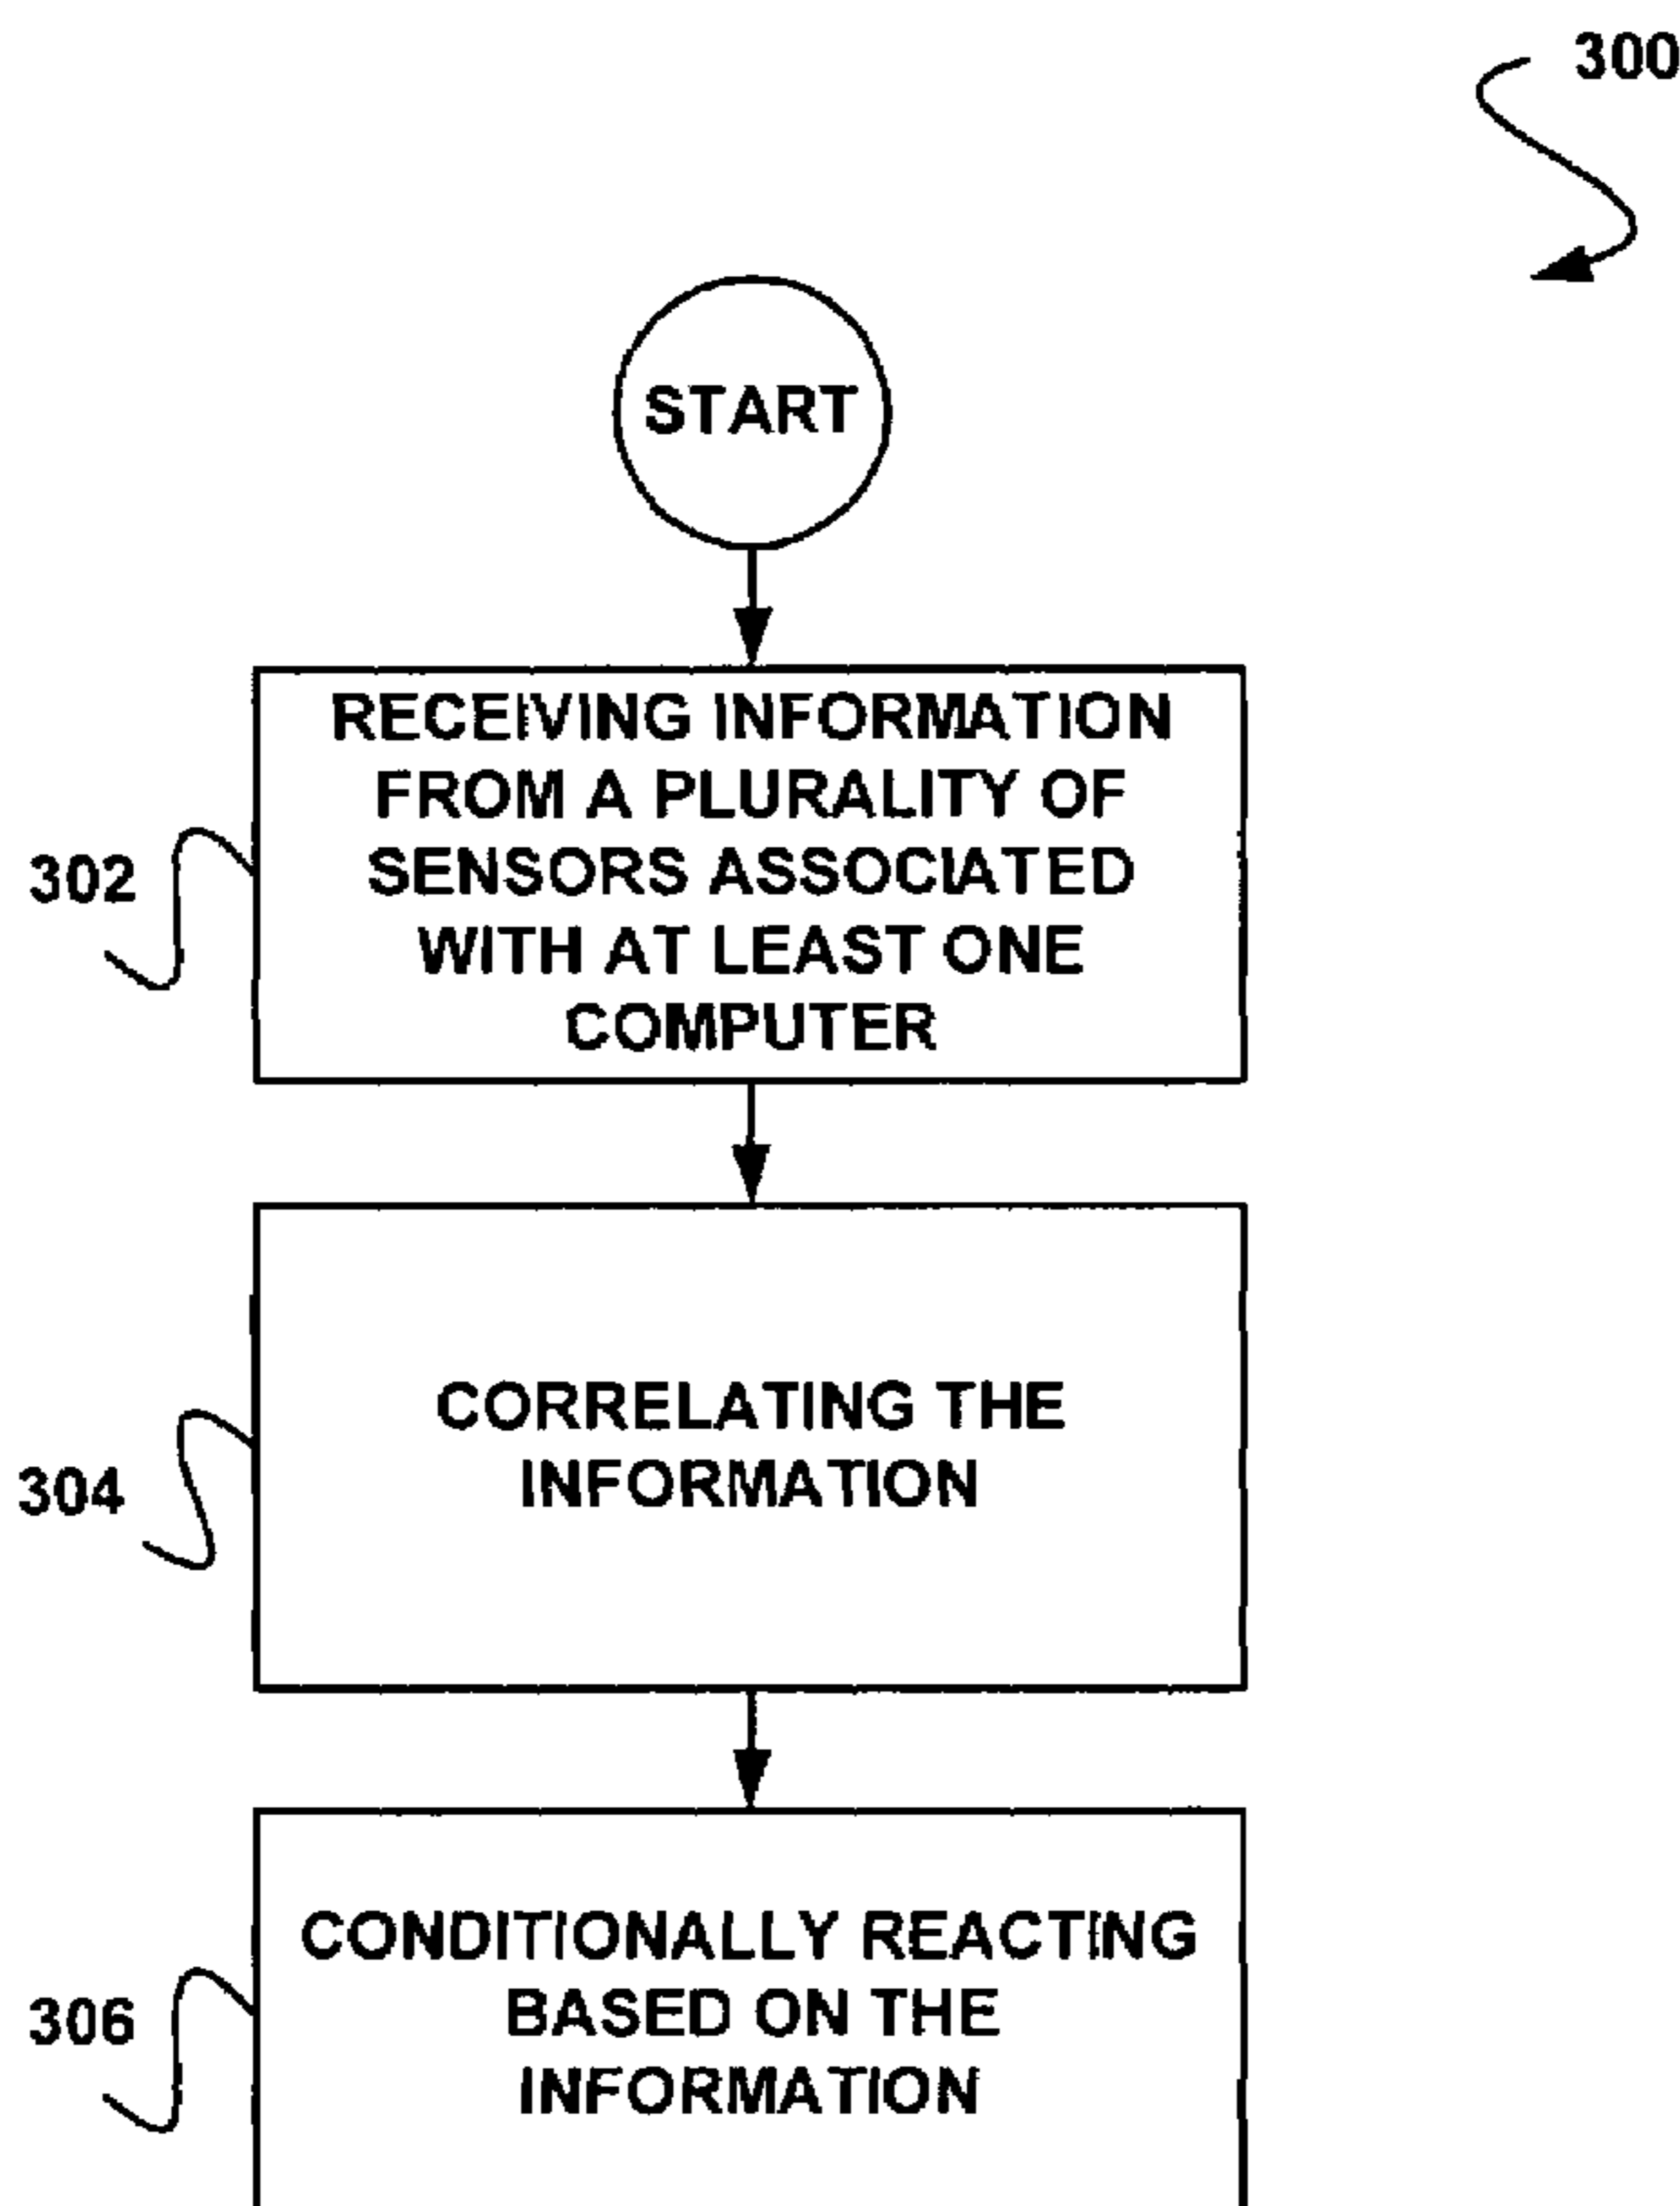 300
START
RECEIVING INFORMATION
FROM A PLURALITY OF
SENSORS ASSOCIATED
WITH AT LEAST ONE
COMPUTER
302
CORRELATING THE
INFORMATION
304
CONDITIONALLY REACTING
BASED ON THE
INFORMATION
306